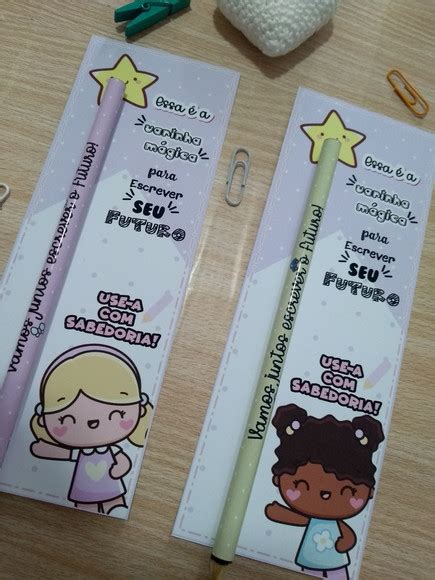 Essa é a
varinha
mágica
para
Escrever
SEU
FUTURO
USE-A
COM
SABEDORIA!
Vamos juntos escrever o futuro!
Essa é a
varinha
mágica
para
Escrever
SEU
FUTURO
USE-A
COM
SABEDORIA!
Vamos juntos escrever o futuro!